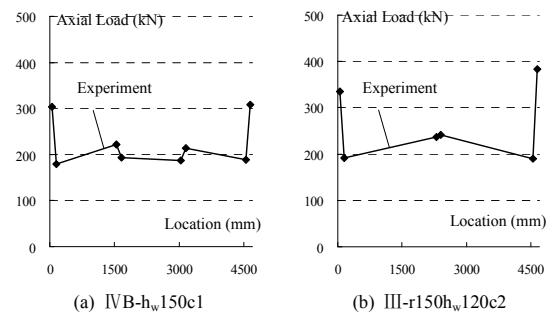 Axial Load (kN)
500
400
300
200
100
0
Experiment
Location (mm)
0 1500 3000 4500
(a) ⅣB-hw150c1
Axial Load (kN)
500
400
300
200
100
0
Experiment
Location (mm)
0 1500 3000 4500
(b) Ⅲ-r150hw120c2